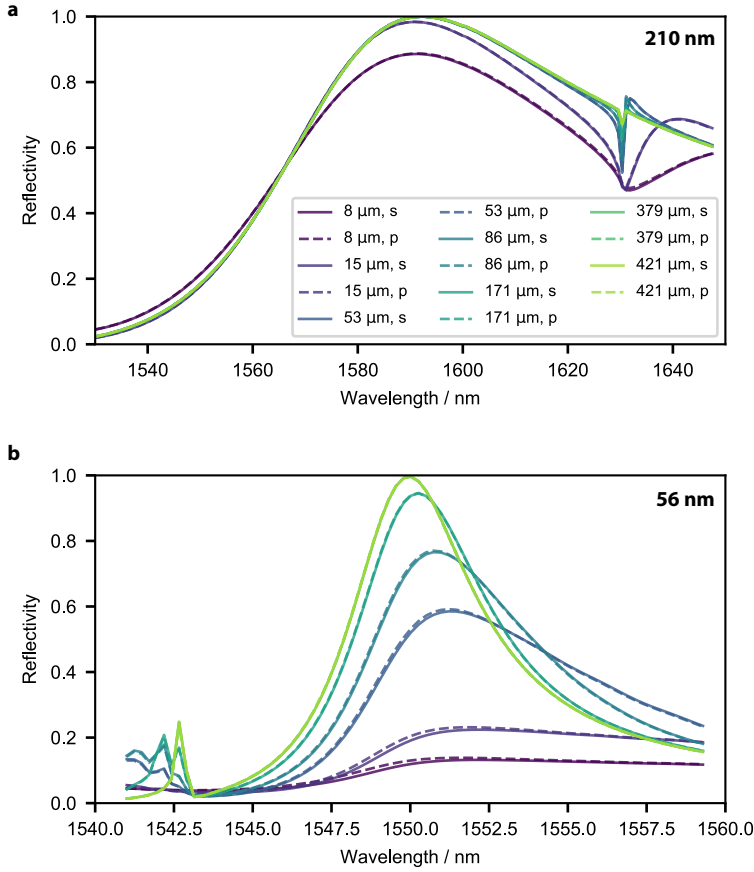 a
210 nm
1.0
0.8
0.6
0.4
0.2
0.0
Reflectivity
8 μm, s
8 μm, p
15 μm, s
15 μm, p
53 μm, s
53 μm, p
86 μm, s
86 μm, p
171 μm, s
171 μm, p
379 μm, s
379 μm, p
421 μm, s
421 μm, p
1540 1560 1580 1600 1620 1640
Wavelength / nm
b
56 nm
1.0
0.8
0.6
0.4
0.2
0.0
Reflectivity
1540.0 1542.5 1545.0 1547.5 1550.0 1552.5 1555.0 1557.5 1560.0
Wavelength / nm